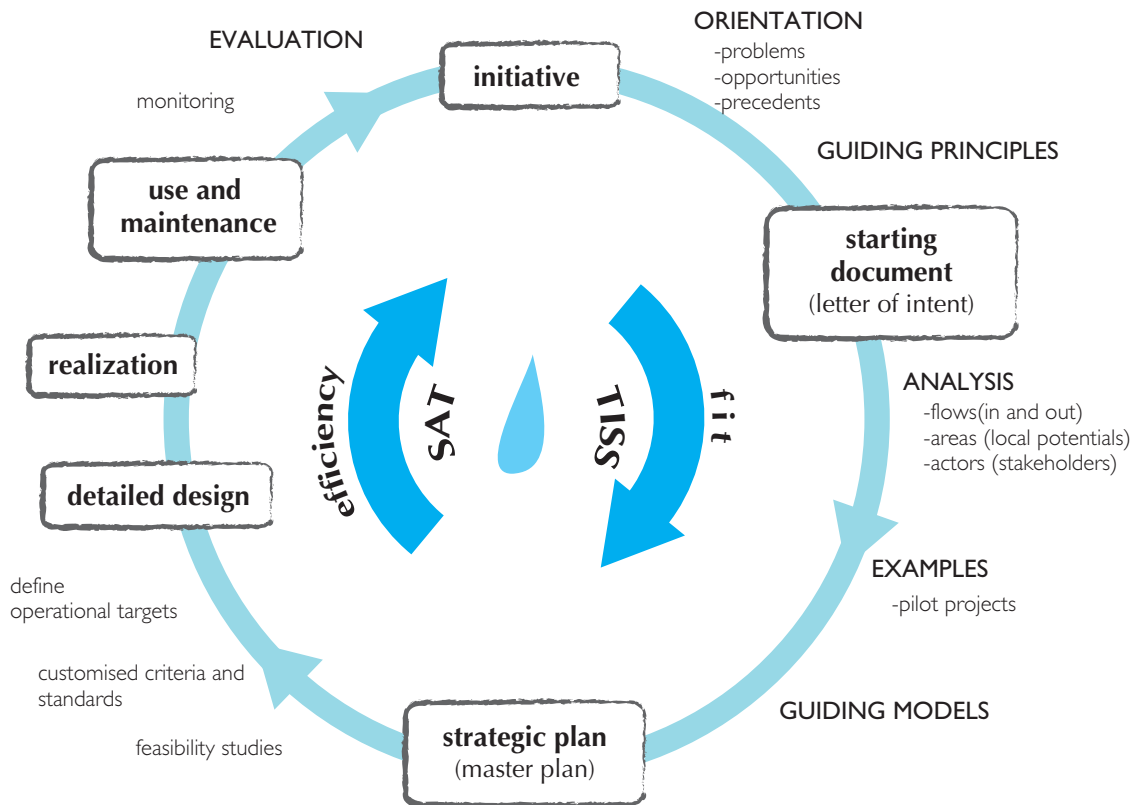 EVALUATION
monitoring
initiative
ORIENTATION
-problems
-opportunities
-precedents
GUIDING PRINCIPLES
starting
document
(letter of intent)
ANALYSIS
-flows(in and out)
-areas (local potentials)
-actors (stakeholders)
EXAMPLES
-pilot projects
GUIDING MODELS
strategic plan
(master plan)
feasibility studies
customised criteria and
standards
define
operational targets
detailed design
realization
use and
maintenance
efficiency
SAT
TISS
fit